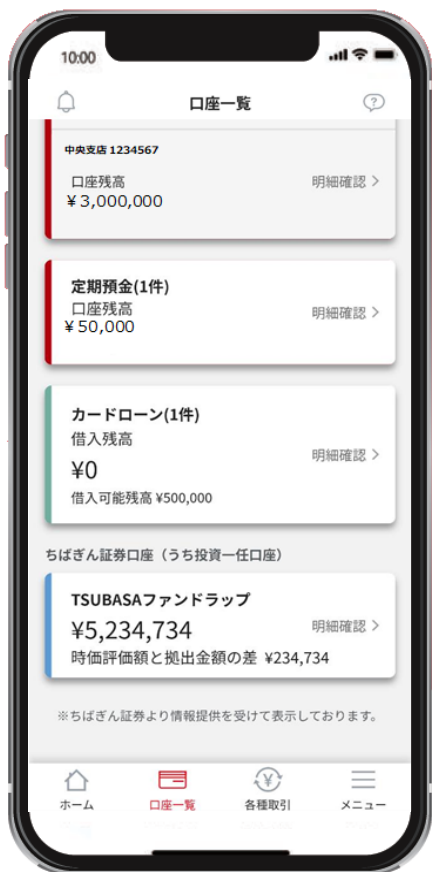 10:00
口座一覧
中央支店 1234567
口座残高
¥3,000,000
明細確認 >
定期預金(1件)
口座残高
¥50,000
明細確認 >
カードローン(1件)
借入残高
¥0
借入可能残高 ¥500,000
明細確認 >
ちばぎん証券口座（うち投資一任口座）
TSUBASAファンドラップ
¥5,234,734
明細確認 >
時価評価額と拠出金額の差 ¥234,734
※ちばぎん証券より情報提供を受けて表示しております。
ホーム
口座一覧
各種取引
メニュー